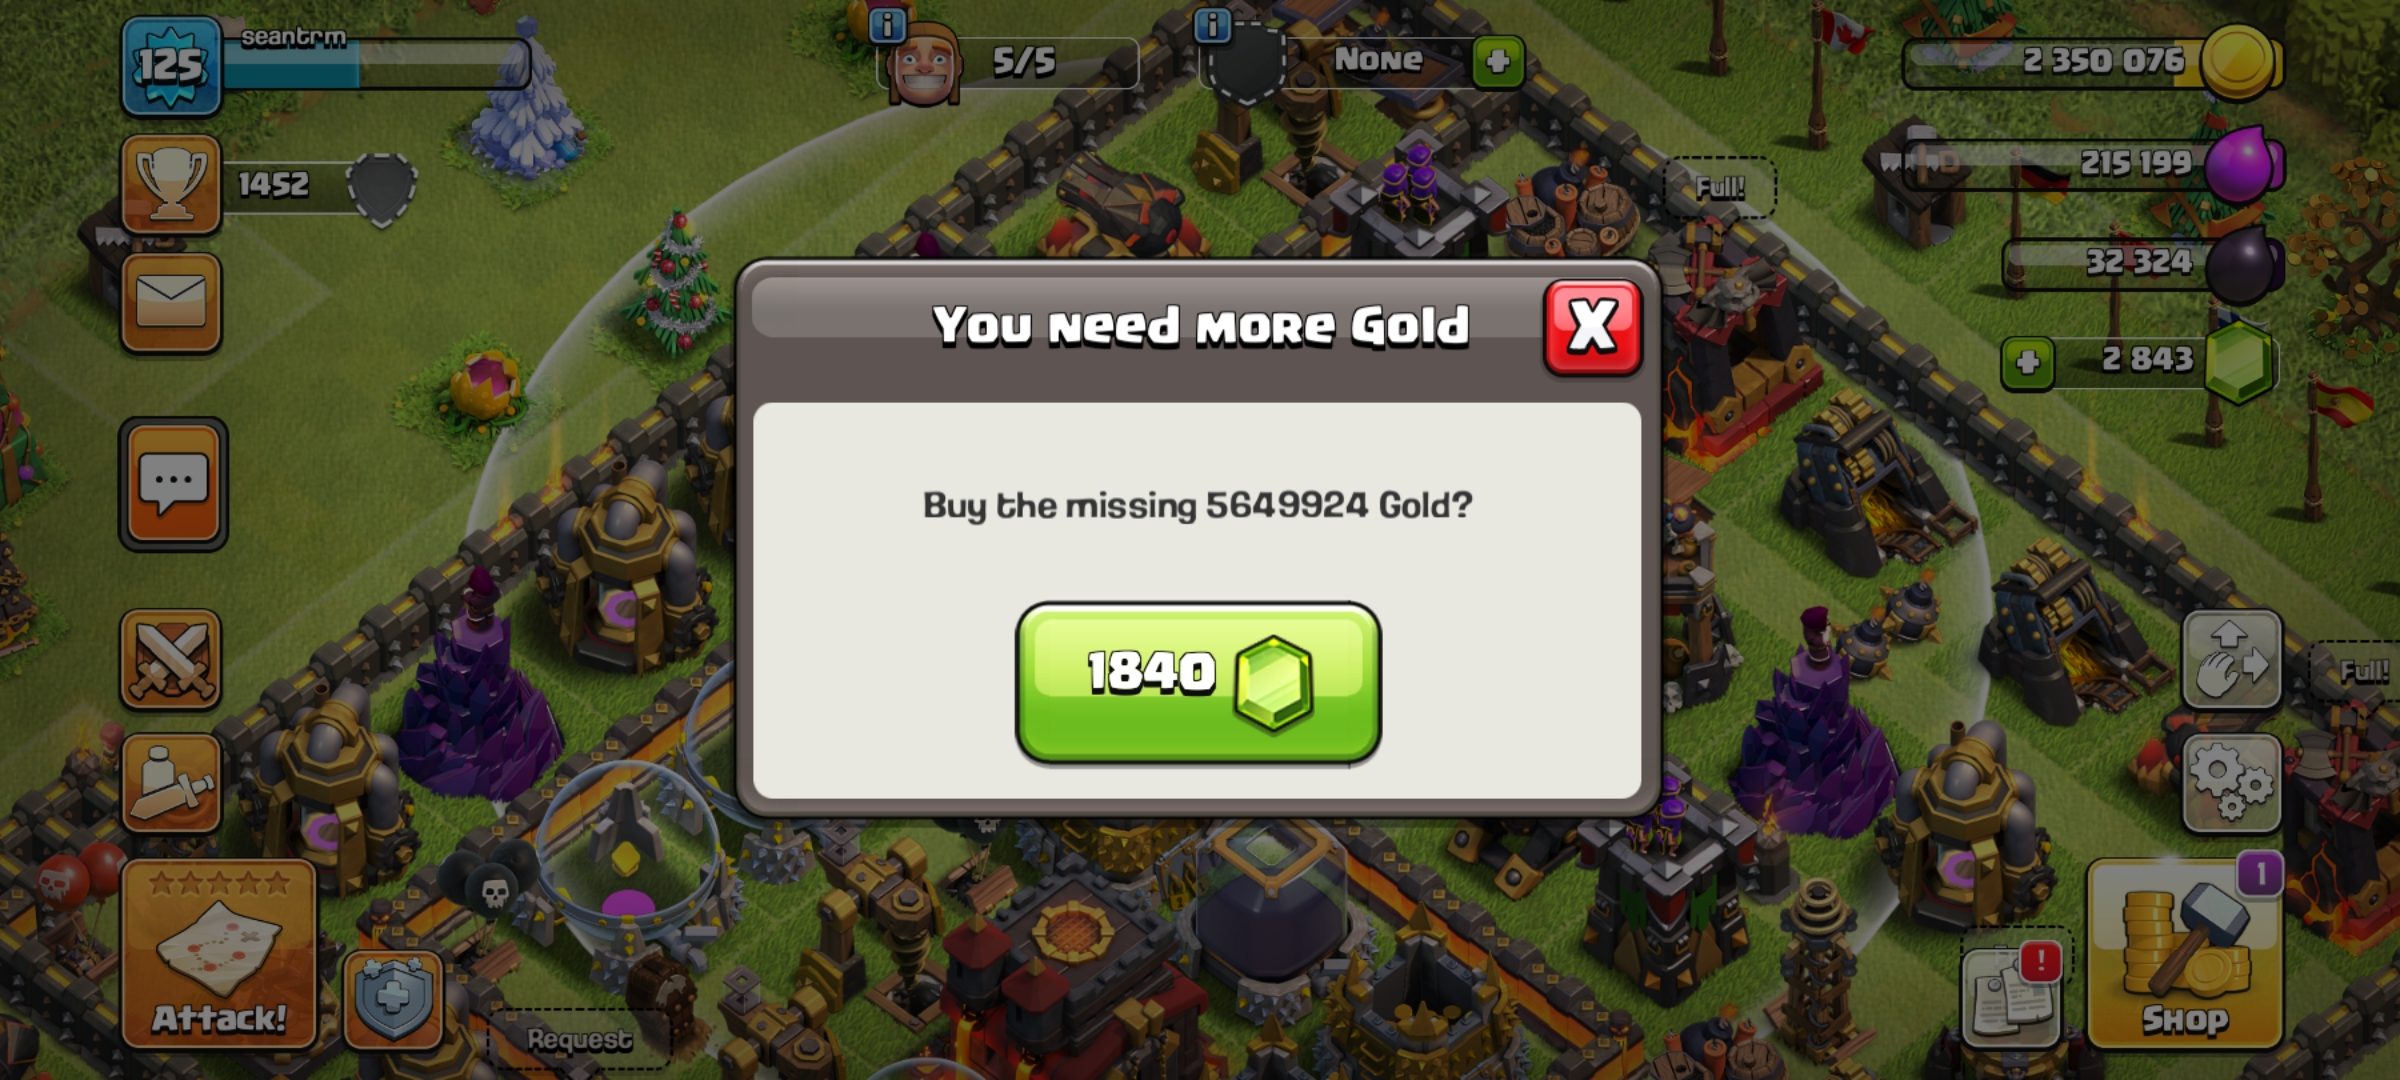 125
seantrm
5/5
None
2 350 076
1452
215 199
Full!
32 324
2 843
You need more Gold
X
Buy the missing 5649924 Gold?
1840
Full!
1
!
Attack!
Request
Shop